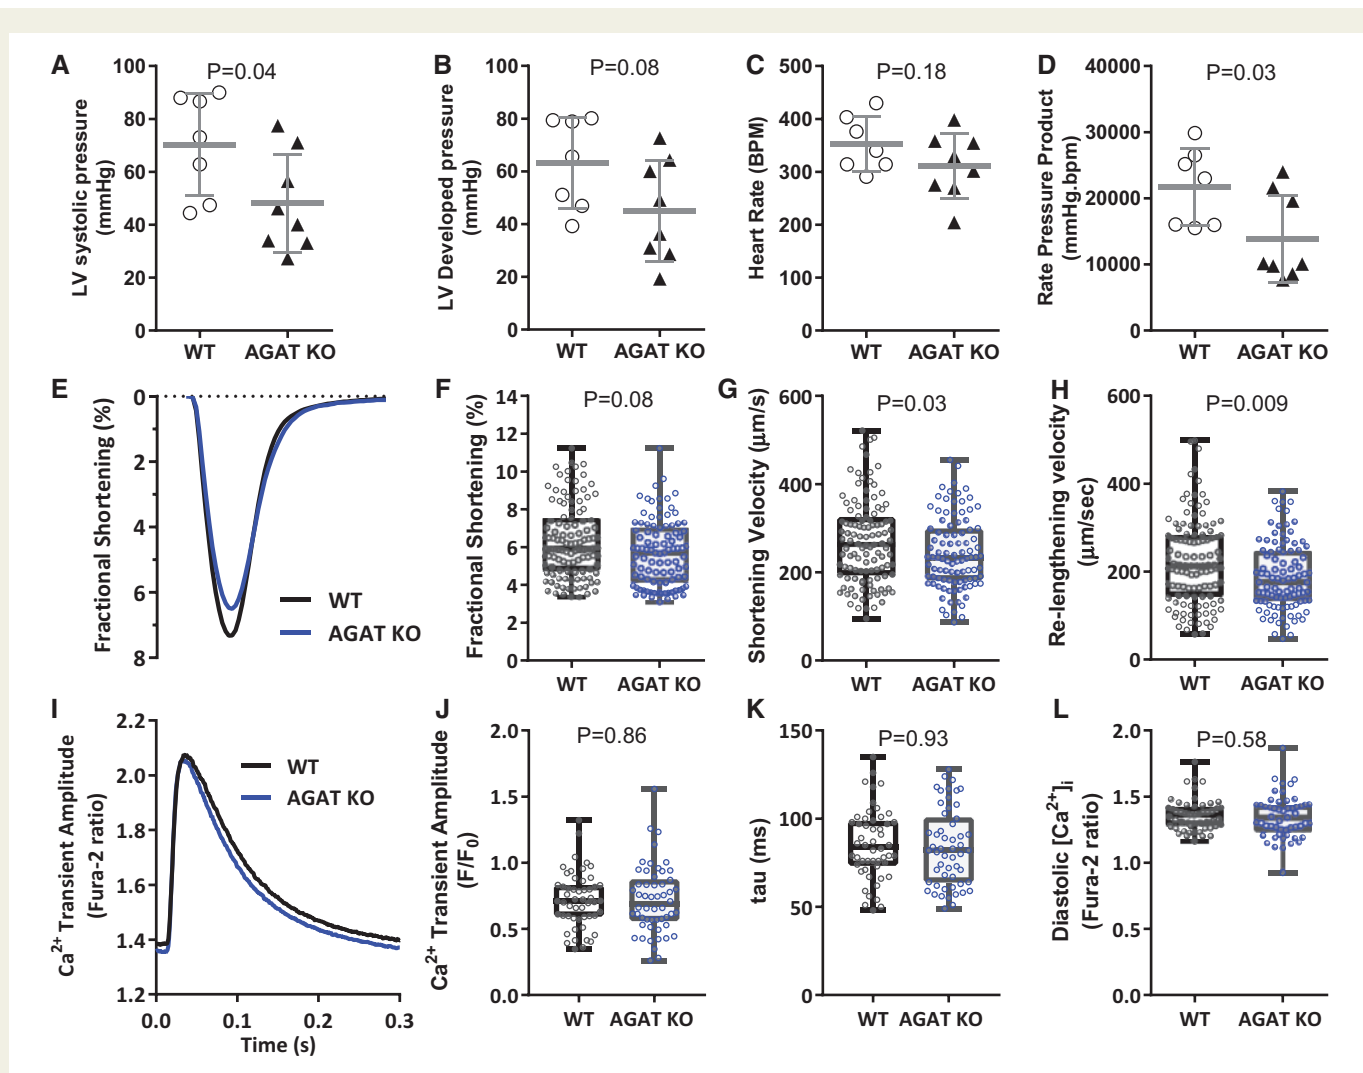 A
LV systolic pressure
(mmHg)
100
80
60
40
20
0
P=0.04
WT
AGAT KO
B
LV Developed pressure
(mmHg)
100
80
60
40
20
0
P=0.08
WT
AGAT KO
C
Heart Rate (BPM)
500
400
300
200
100
0
P=0.18
WT
AGAT KO
D
Rate Pressure Product
(mmHg.bpm)
40000
30000
20000
10000
0
P=0.03
WT
AGAT KO
E
Fractional Shortening (%)
0
2
4
6
8
WT
AGAT KO
F
Fractional Shortening (%)
14
12
10
8
6
4
2
0
P=0.08
WT
AGAT KO
G
Shortening Velocity (μm/s)
600
400
200
0
P=0.03
WT
AGAT KO
H
Re-lengthening velocity
(μm/sec)
600
400
200
0
P=0.009
WT
AGAT KO
I
Ca²⁺ Transient Amplitude
(Fura-2 ratio)
2.2
2.0
1.8
1.6
1.4
1.2
WT
AGAT KO
0.0 0.1 0.2 0.3
Time (s)
J
Ca²⁺ Transient Amplitude
(F/F₀)
2.0
1.5
1.0
0.5
0.0
P=0.86
WT
AGAT KO
K
tau (ms)
150
100
50
0
P=0.93
WT
AGAT KO
L
Diastolic [Ca²⁺]ᵢ
(Fura-2 ratio)
2.0
1.5
1.0
0.5
0.0
P=0.58
WT
AGAT KO